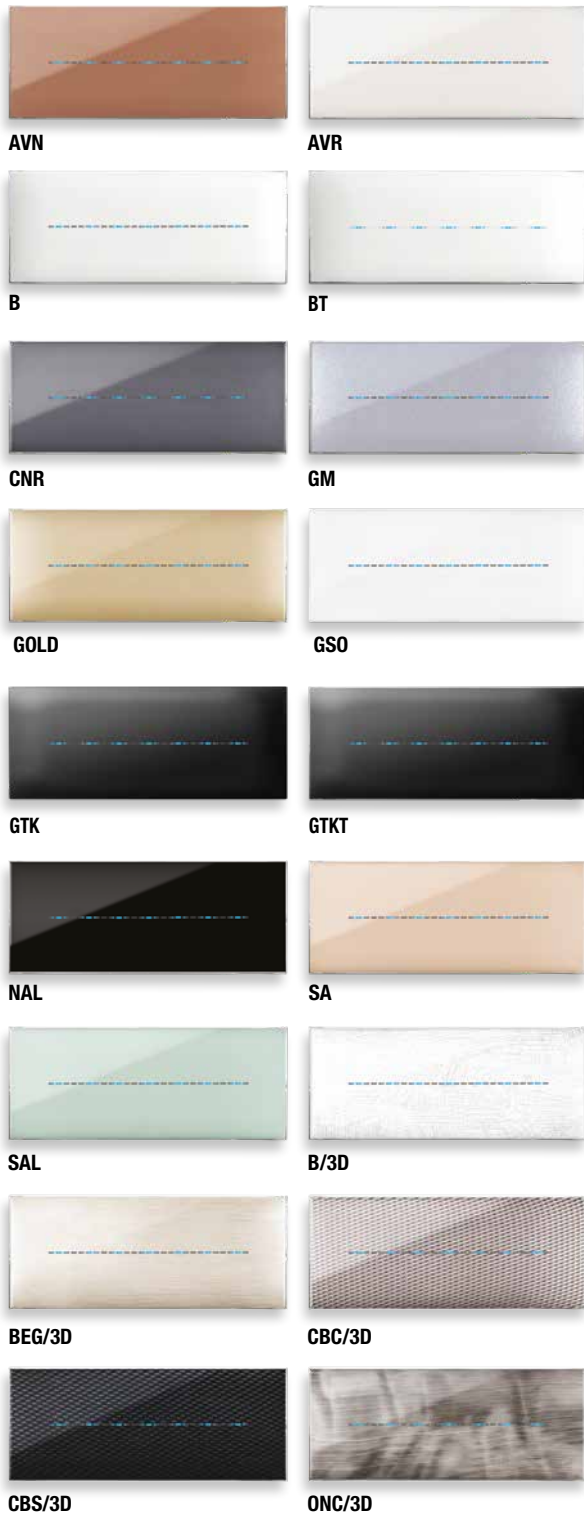 AVN
AVR
B
BT
CNR
GM
GOLD
GSO
GTK
GTKT
NAL
SA
SAL
B/3D
BEG/3D
CBC/3D
CBS/3D
ONC/3D